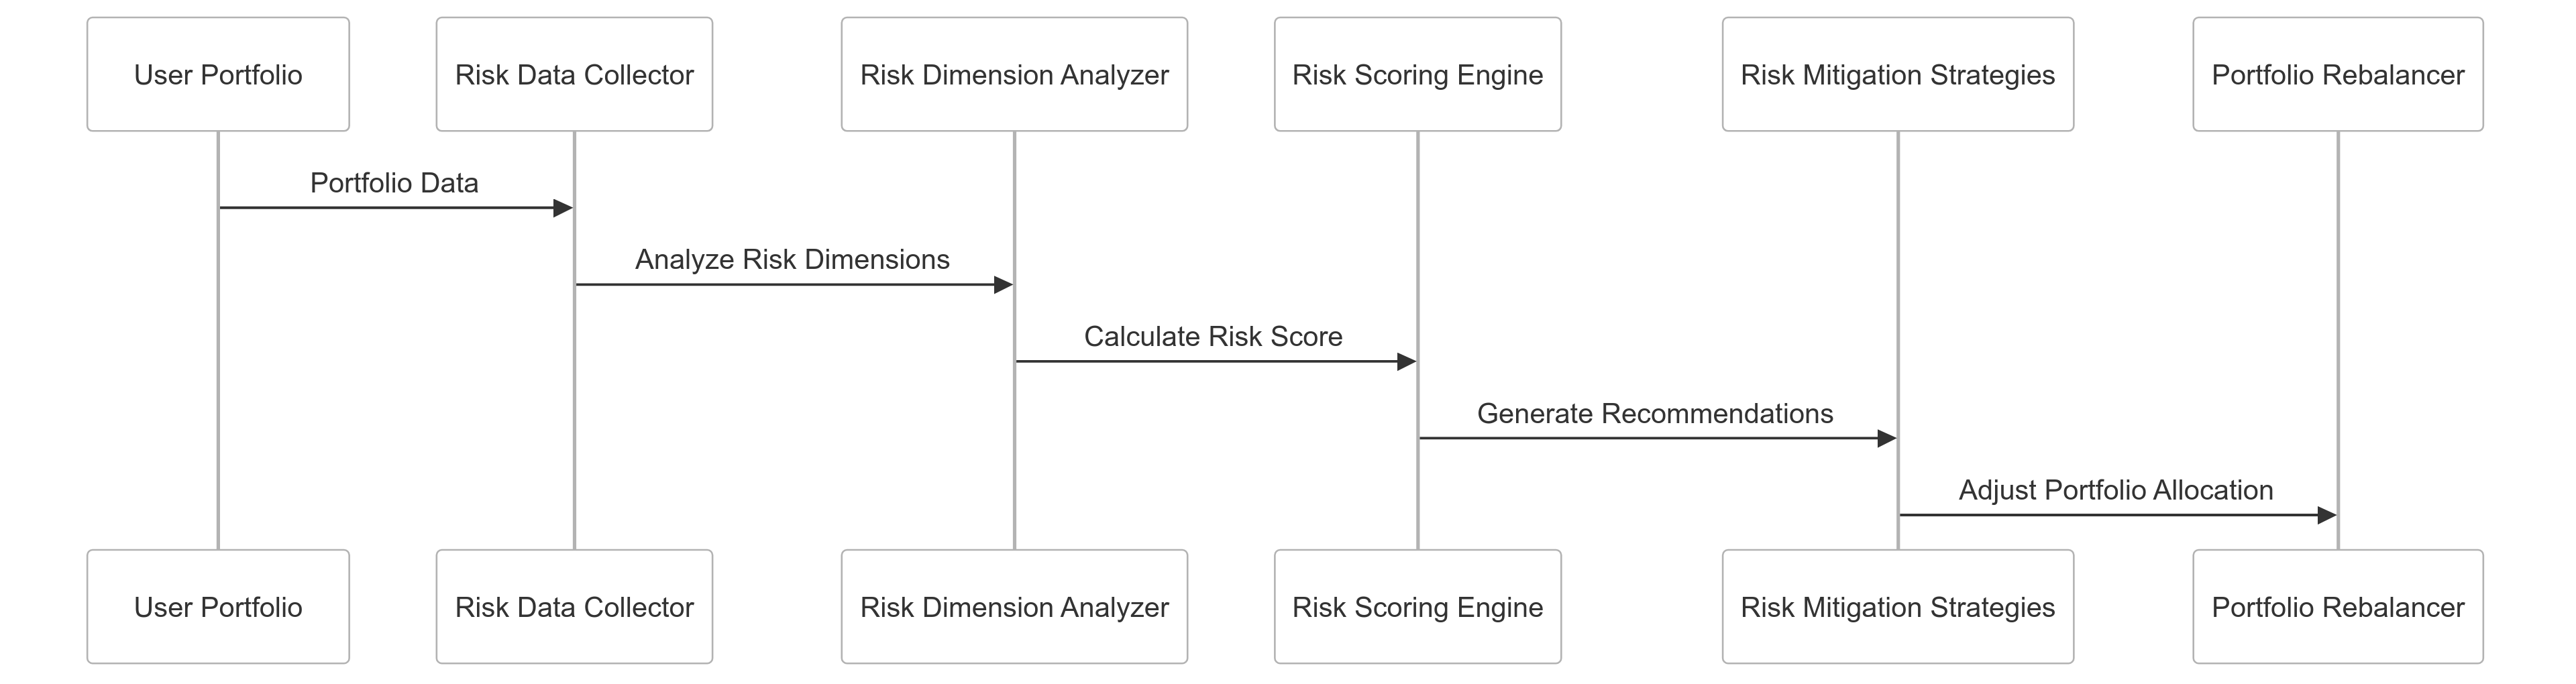 User Portfolio
Risk Data Collector
Risk Dimension Analyzer
Risk Scoring Engine
Risk Mitigation Strategies
Portfolio Rebalancer
Portfolio Data
Analyze Risk Dimensions
Calculate Risk Score
Generate Recommendations
Adjust Portfolio Allocation
User Portfolio
Risk Data Collector
Risk Dimension Analyzer
Risk Scoring Engine
Risk Mitigation Strategies
Portfolio Rebalancer